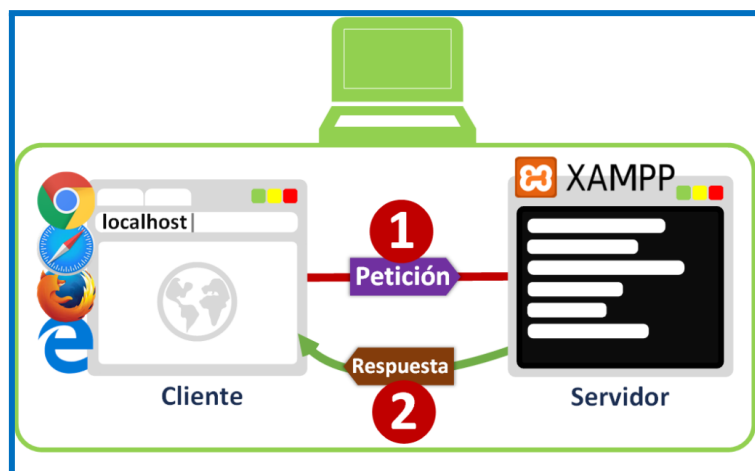 XAMPP
localhost
1
Petición
Respuesta
2
Cliente
Servidor